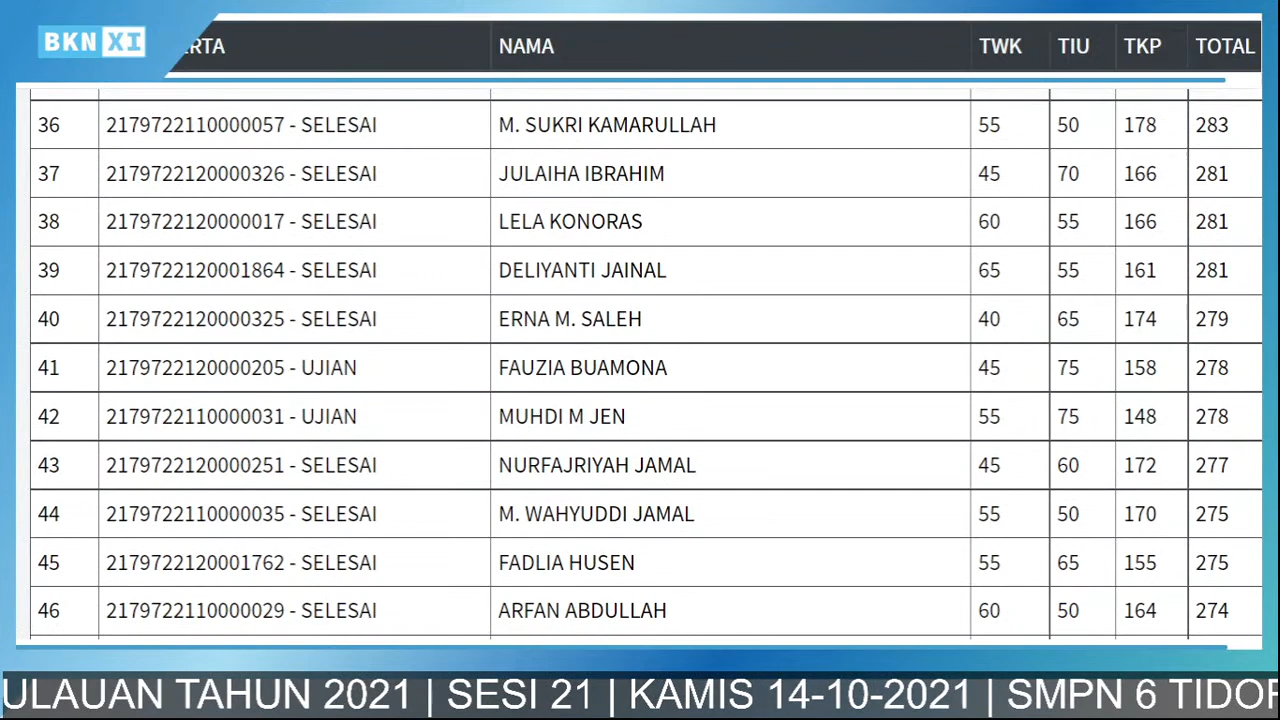 BKN XI
ERTA NAMA TWK TIU TKP TOTAL
36 2179722110000057 - SELESAI M. SUKRI KAMARULLAH 55 50 178 283
37 2179722120000326 - SELESAI JULAIHA IBRAHIM 45 70 166 281
38 2179722120000017 - SELESAI LELA KONORAS 60 55 166 281
39 2179722120001864 - SELESAI DELIYANTI JAINAL 65 55 161 281
40 2179722120000325 - SELESAI ERNA M. SALEH 40 65 174 279
41 2179722120000205 - UJIAN FAUZIA BUAMONA 45 75 158 278
42 2179722110000031 - UJIAN MUHDI M JEN 55 75 148 278
43 2179722120000251 - SELESAI NURFAJRIYAH JAMAL 45 60 172 277
44 2179722110000035 - SELESAI M. WAHYUDDI JAMAL 55 50 170 275
45 2179722120001762 - SELESAI FADLIA HUSEN 55 65 155 275
46 2179722110000029 - SELESAI ARFAN ABDULLAH 60 50 164 274
ULAUAN TAHUN 2021 | SESI 21 | KAMIS 14-10-2021 | SMPN 6 TIDOR